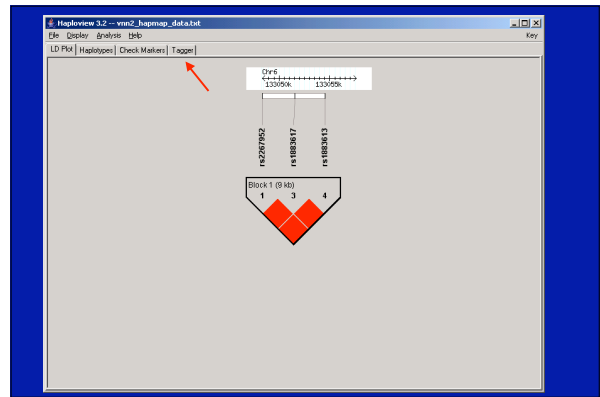 Haploview 3.2 -- vnn2_hapmap_data.txt
File Display Analysis Help Key
LD Plot Haplotypes Check Markers Tagger
Chr6
133050k 133055k
rs2267952 rs1883617 rs1883613
Block 1 (9 kb)
1 3 4